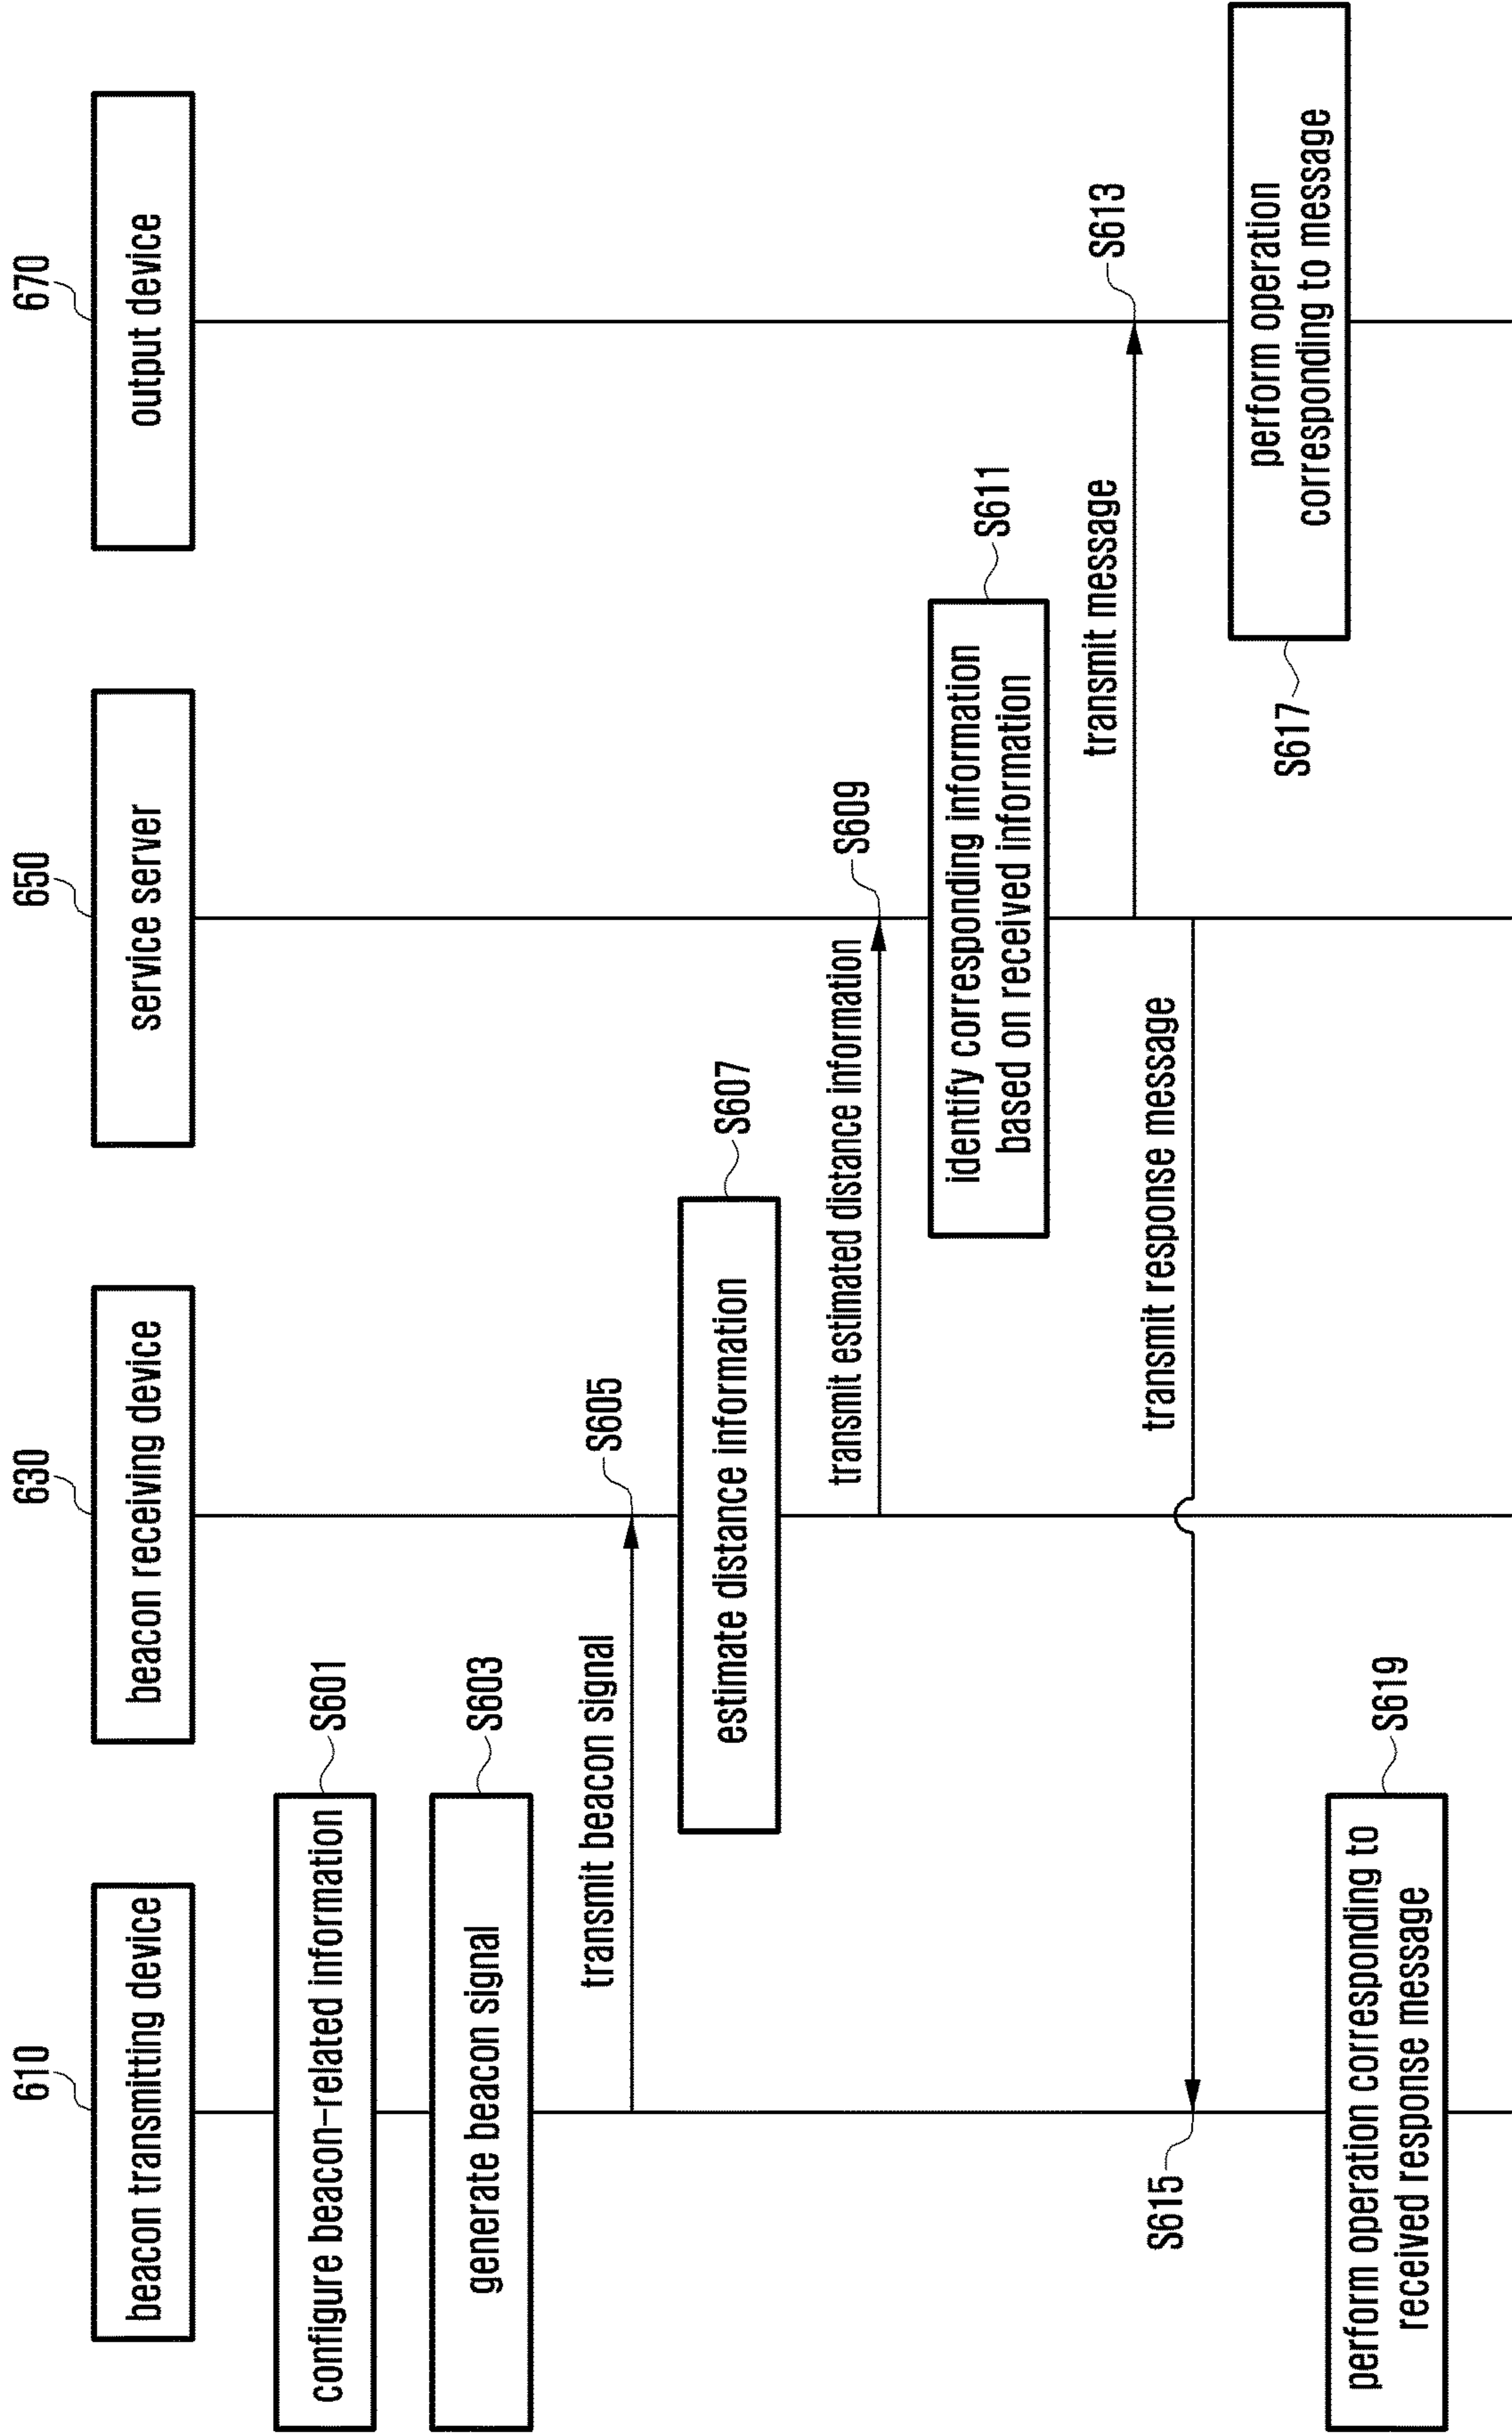 610
630
650
670
beacon transmitting device
beacon receiving device
service server
output device
configure beacon-related information
S601
generate beacon signal
S603
transmit beacon signal
S605
estimate distance information
S607
transmit estimated distance information
S609
identify corresponding information
based on received information
S611
transmit message
S613
transmit response message
S615
perform operation
corresponding to message
S617
perform operation corresponding to
received response message
S619